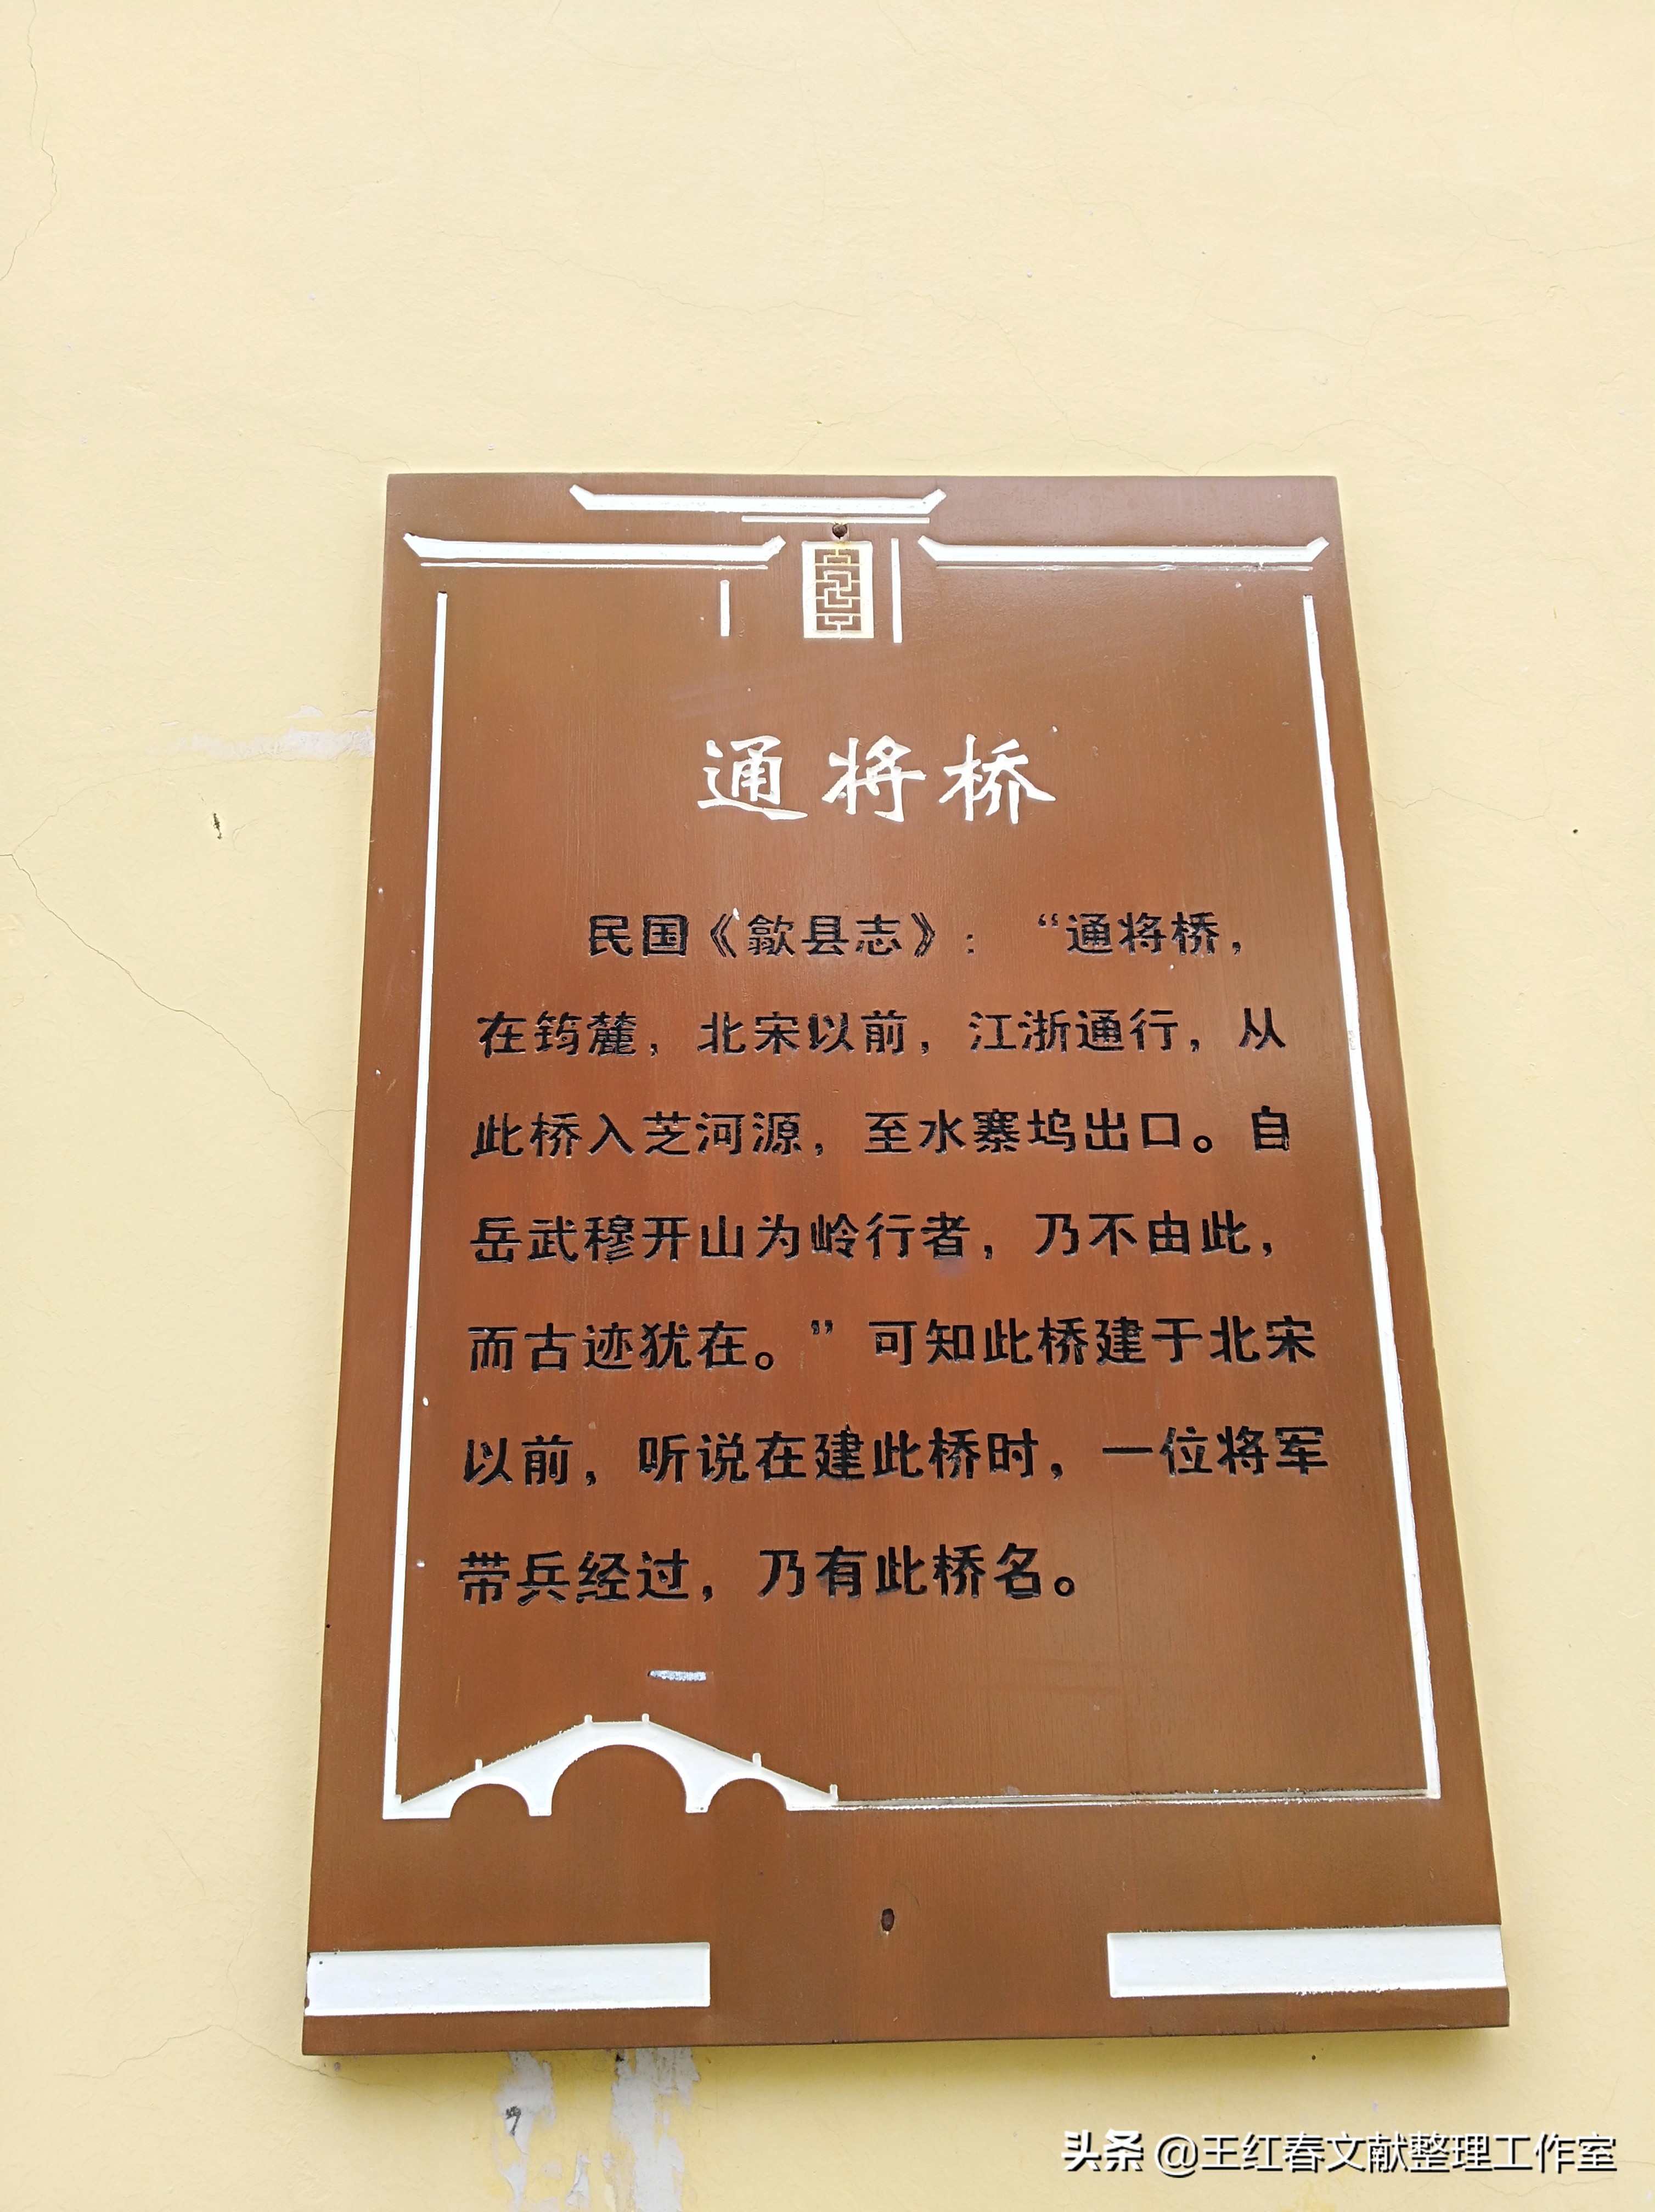 通将桥
民国《歙县志》：“通将桥，
在筠麓，北宋以前，江浙通行，从
此桥入芝河源，至水寨坞出口。自
岳武穆开山为岭行者，乃不由此，
而古迹犹在。”可知此桥建于北宋
以前，听说在建此桥时，一位将军
带兵经过，乃有此桥名。
头条 @王红春文献整理工作室